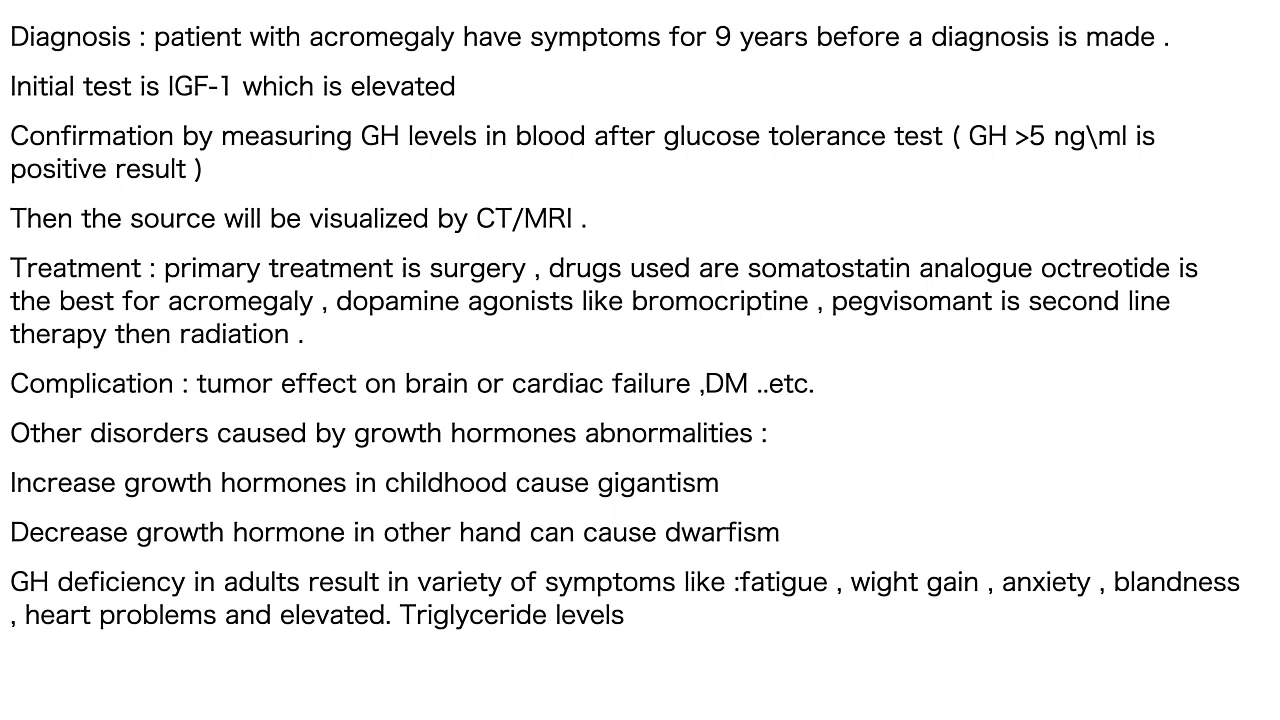 Diagnosis : patient with acromegaly have symptoms for 9 years before a diagnosis is made .
Initial test is IGF-1 which is elevated
Confirmation by measuring GH levels in blood after glucose tolerance test ( GH >5 ng\ml is
positive result )
Then the source will be visualized by CT/MRI .
Treatment : primary treatment is surgery , drugs used are somatostatin analogue octreotide is
the best for acromegaly , dopamine agonists like bromocriptine , pegvisomant is second line
therapy then radiation .
Complication : tumor effect on brain or cardiac failure ,DM ..etc.
Other disorders caused by growth hormones abnormalities :
Increase growth hormones in childhood cause gigantism
Decrease growth hormone in other hand can cause dwarfism
GH deficiency in adults result in variety of symptoms like :fatigue , wight gain , anxiety , blandness
, heart problems and elevated. Triglyceride levels